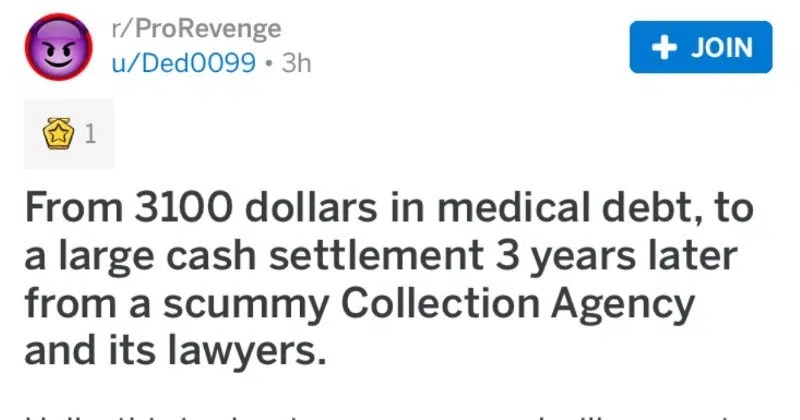 r/ProRevenge
u/Ded0099 • 3h
+ JOIN
1
From 3100 dollars in medical debt, to
a large cash settlement 3 years later
from a scummy Collection Agency
and its lawyers.